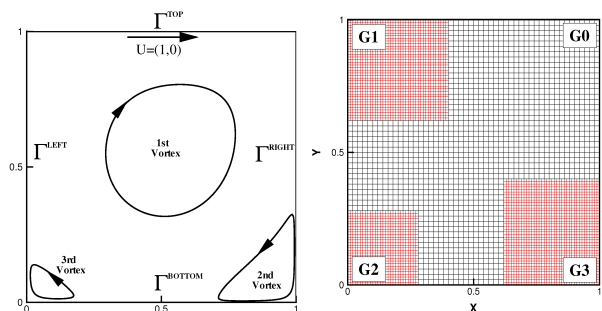 Γ TOP
U=(1,0)
1
1st
Vortex
Γ LEFT
Γ RIGHT
0.5
3rd
Vortex
Γ BOTTOM
2nd
Vortex
0
0.5
1
1
G1
G0
Y
0.5
G2
G3
0
0
0.5
1
X